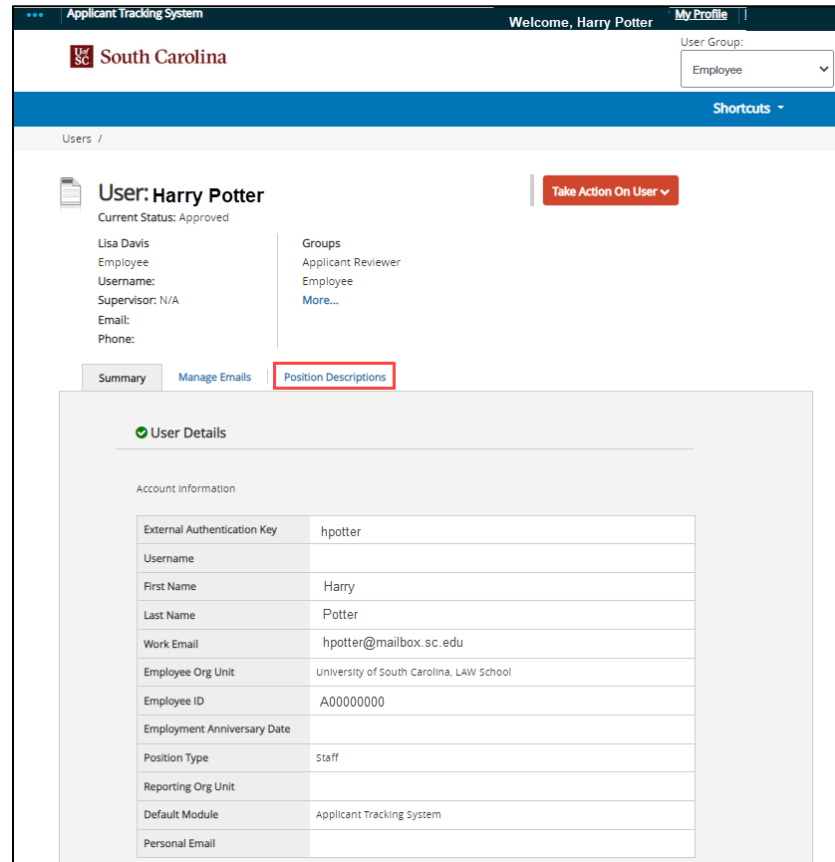 Applicant Tracking System
Welcome, Harry Potter
My Profile
User Group:
U of SC South Carolina
Employee
Shortcuts
Users /
User: Harry Potter
Take Action On User
Current Status: Approved
Lisa Davis
Employee
Username:
Supervisor: N/A
Email:
Phone:
Groups
Applicant Reviewer
Employee
More...
Summary Manage Emails Position Descriptions
User Details
Account Information
External Authentication Key hpotter
Username
First Name Harry
Last Name Potter
Work Email hpotter@mailbox.sc.edu
Employee Org Unit University of South Carolina, LAW School
Employee ID A00000000
Employment Anniversary Date
Position Type Staff
Reporting Org Unit
Default Module Applicant Tracking System
Personal Email